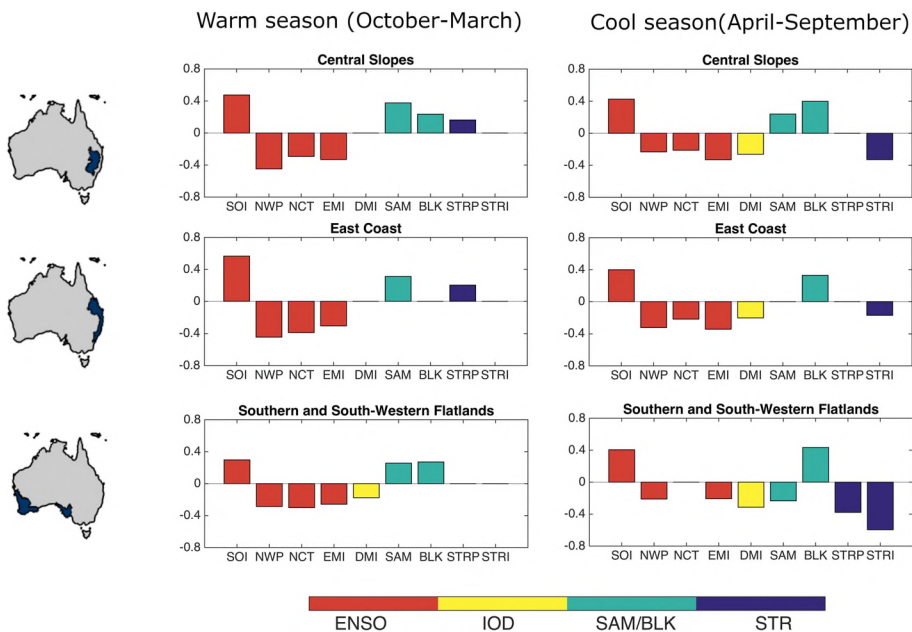 Warm season (October-March)
Cool season(April-September)
Central Slopes
0.8
0.4
0
-0.4
-0.8
SOI NWP NCT EMI DMI SAM BLK STRP STRI
Central Slopes
0.8
0.4
0
-0.4
-0.8
SOI NWP NCT EMI DMI SAM BLK STRP STRI
East Coast
0.8
0.4
0
-0.4
-0.8
SOI NWP NCT EMI DMI SAM BLK STRP STRI
East Coast
0.8
0.4
0
-0.4
-0.8
SOI NWP NCT EMI DMI SAM BLK STRP STRI
Southern and South-Western Flatlands
0.8
0.4
0
-0.4
-0.8
SOI NWP NCT EMI DMI SAM BLK STRP STRI
Southern and South-Western Flatlands
0.8
0.4
0
-0.4
-0.8
SOI NWP NCT EMI DMI SAM BLK STRP STRI
ENSO IOD SAM/BLK STR